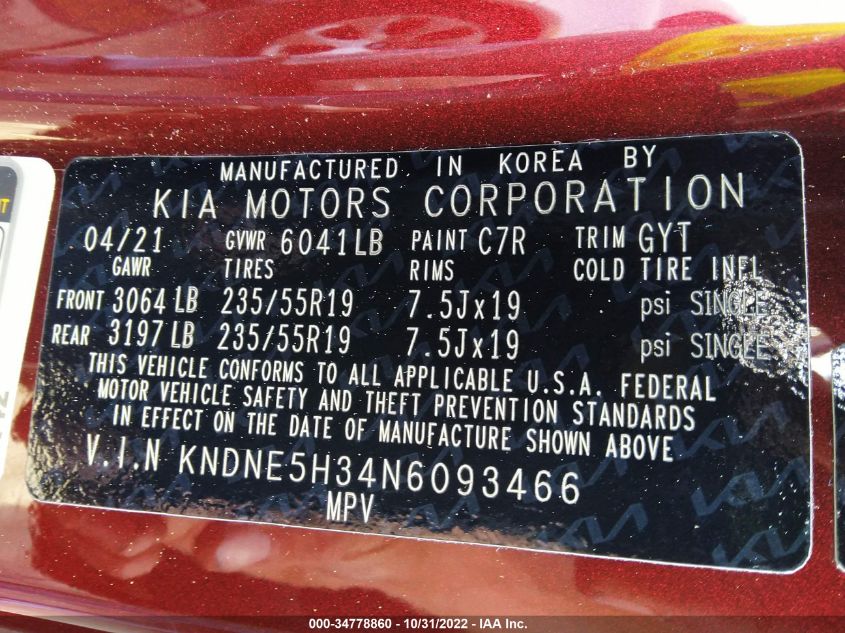 MANUFACTURED IN KOREA BY
KIA MOTORS CORPORATION
04/21 GVWR 6041LB PAINT C7R TRIM GYT
GAWR TIRES RIMS COLD TIRE INFL
FRONT 3064 LB 235/55R19 7.5Jx19 psi SINGLE
REAR 3197 LB 235/55R19 7.5Jx19 psi SINGLE
THIS VEHICLE CONFORMS TO ALL APPLICABLE U.S.A. FEDERAL
MOTOR VEHICLE SAFETY AND THEFT PREVENTION STANDARDS
IN EFFECT ON THE DATE OF MANUFACTURE SHOWN ABOVE
V.I.N KNDNE5H34N6093466
MPV
000-34778860 - 10/31/2022 - IAA Inc.